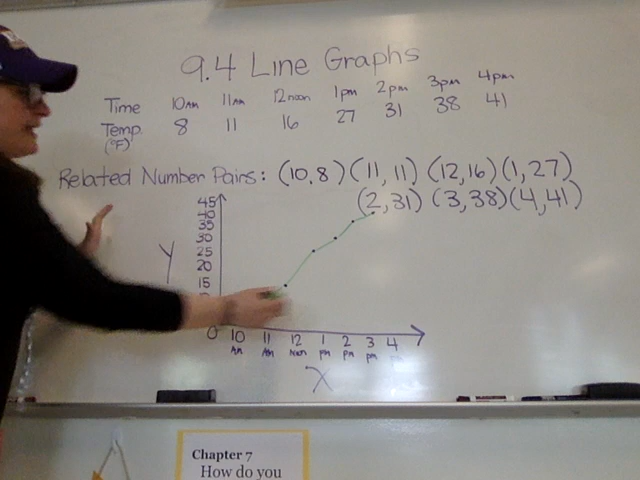 9.4 Line Graphs
Time 10AM 11AM 12noon 1pm 2pm 3pm 4pm
Temp. 8 11 16 27 31 38 41
(°F)
Related Number Pairs: (10,8) (11,11) (12,16) (1,27)
(2,31) (3,38) (4,41)
45
40
35
30
25
Y
20
15
0
10 11 12 1 2 3 4
AM AM Noon pm pm pm
X
Chapter 7
How do you